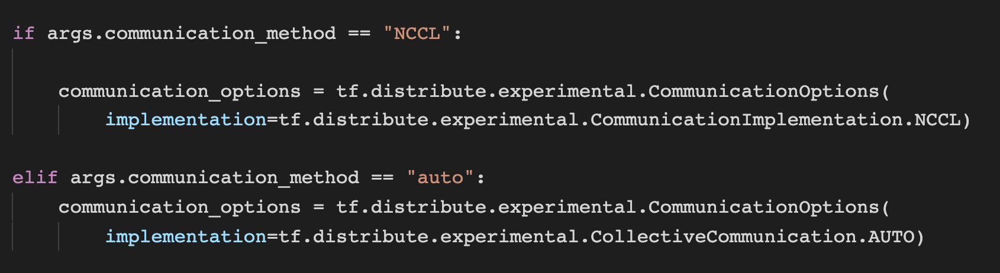 if args.communication_method == "NCCL":
communication_options = tf.distribute.experimental.CommunicationOptions(
implementation=tf.distribute.experimental.CommunicationImplementation.NCCL)
elif args.communication_method == "auto":
communication_options = tf.distribute.experimental.CommunicationOptions(
implementation=tf.distribute.experimental.CollectiveCommunication.AUTO)